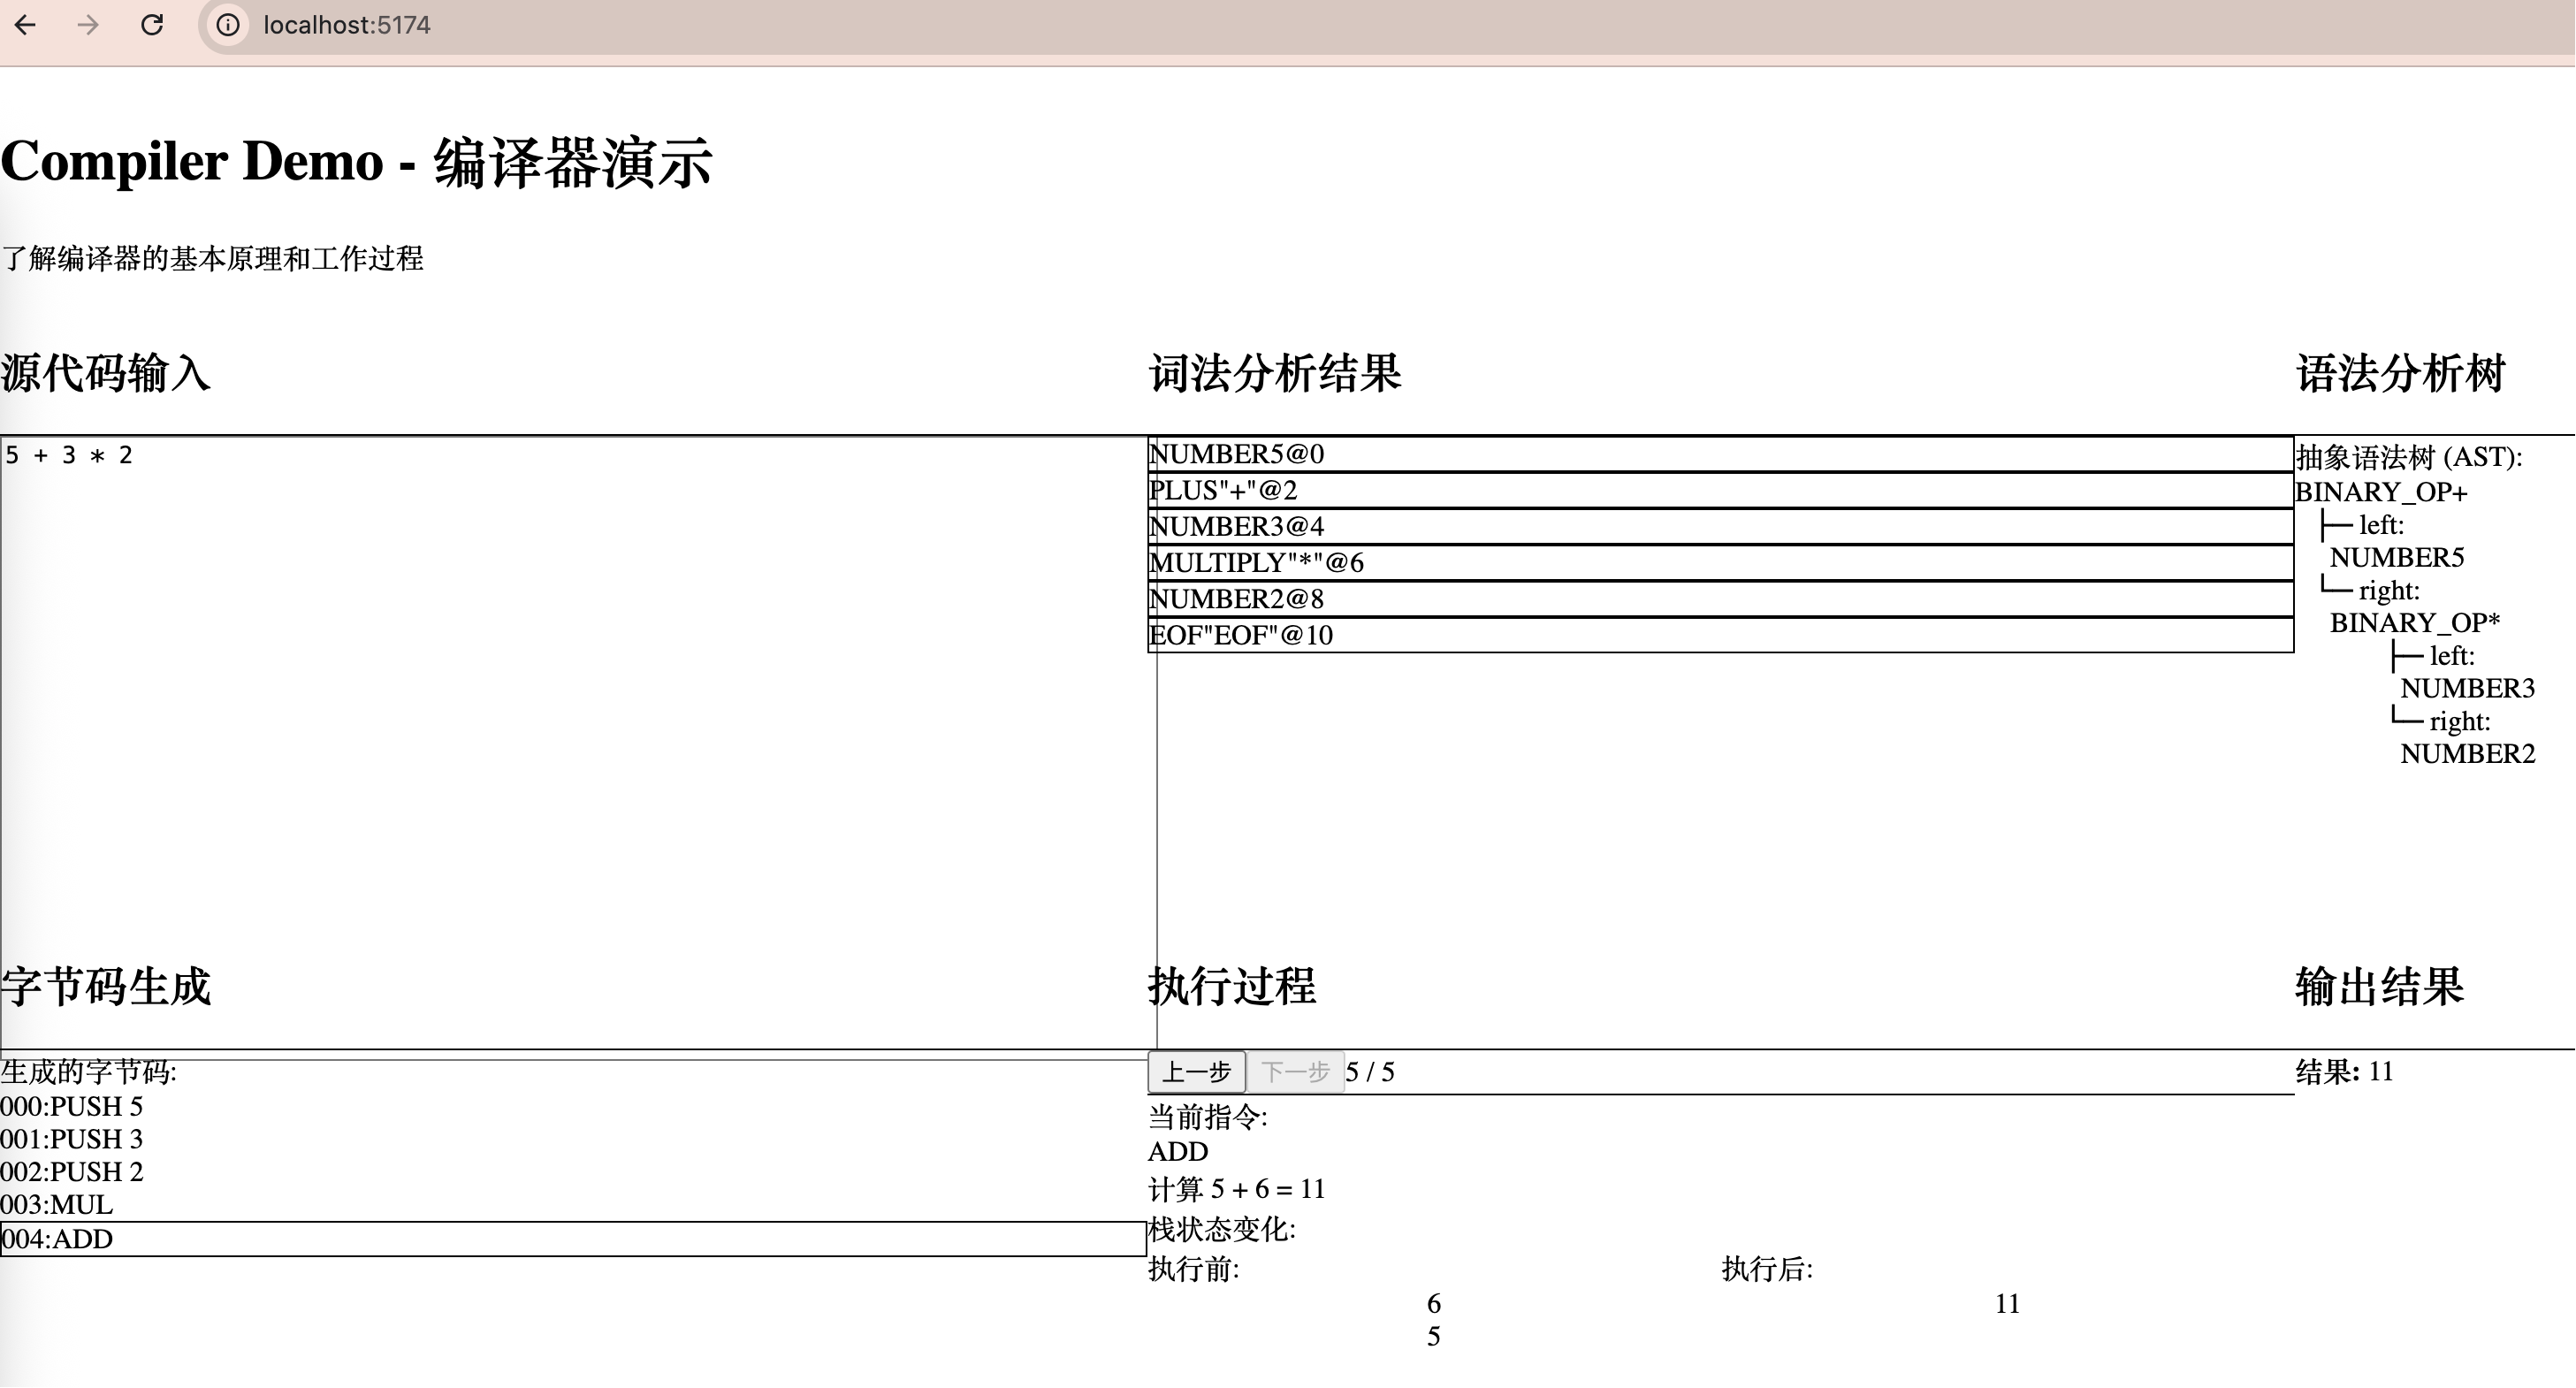 localhost:5174
Compiler Demo - 编译器演示
了解编译器的基本原理和工作过程
源代码输入
5 + 3 * 2
词法分析结果
NUMBER5@0
PLUS"+"@2
NUMBER3@4
MULTIPLY"*"@6
NUMBER2@8
EOF"EOF"@10
语法分析树
抽象语法树 (AST):
BINARY_OP+
├── left:
NUMBER5
└── right:
BINARY_OP*
├── left:
NUMBER3
└── right:
NUMBER2
字节码生成
生成的字节码:
000:PUSH 5
001:PUSH 3
002:PUSH 2
003:MUL
004:ADD
执行过程
上一步 下一步 5 / 5
当前指令:
ADD
计算 5 + 6 = 11
栈状态变化:
执行前:
6
5
执行后:
11
输出结果
结果: 11